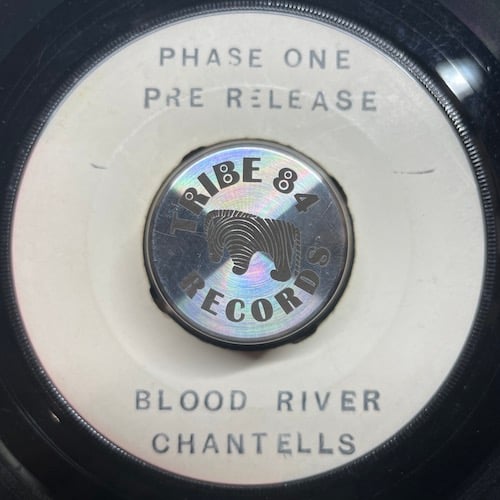 PHASE ONE
PRE RELEASE
TRIBE 84
RECORDS
BLOOD RIVER
CHANTELLS